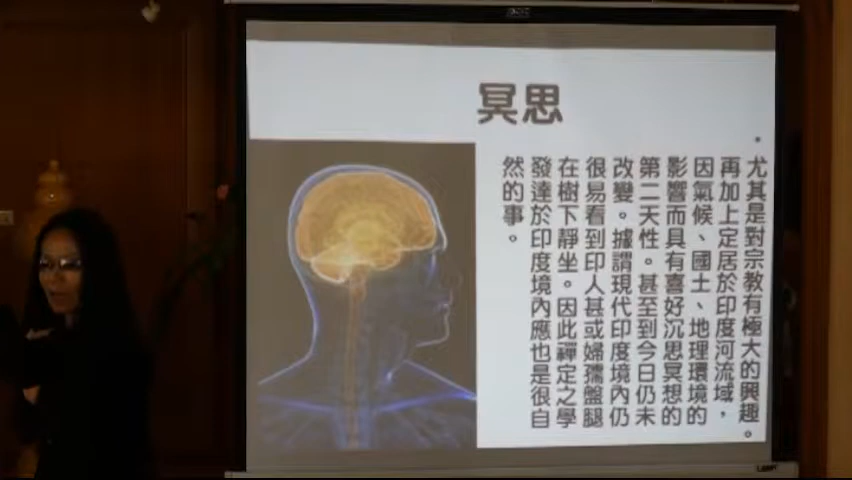 冥思
・尤其是對宗教有極大的興趣。
再加上定居於印度河流域，
因氣候、國土、地理環境的
影響而具有喜好沉思冥想的
第二天性。甚至到今日仍未
改變。據謂現代印度境內仍
很易看到印人甚或婦孺盤腿
在樹下靜坐。因此禪定之學
發達於印度境內應也是很自
然的事。